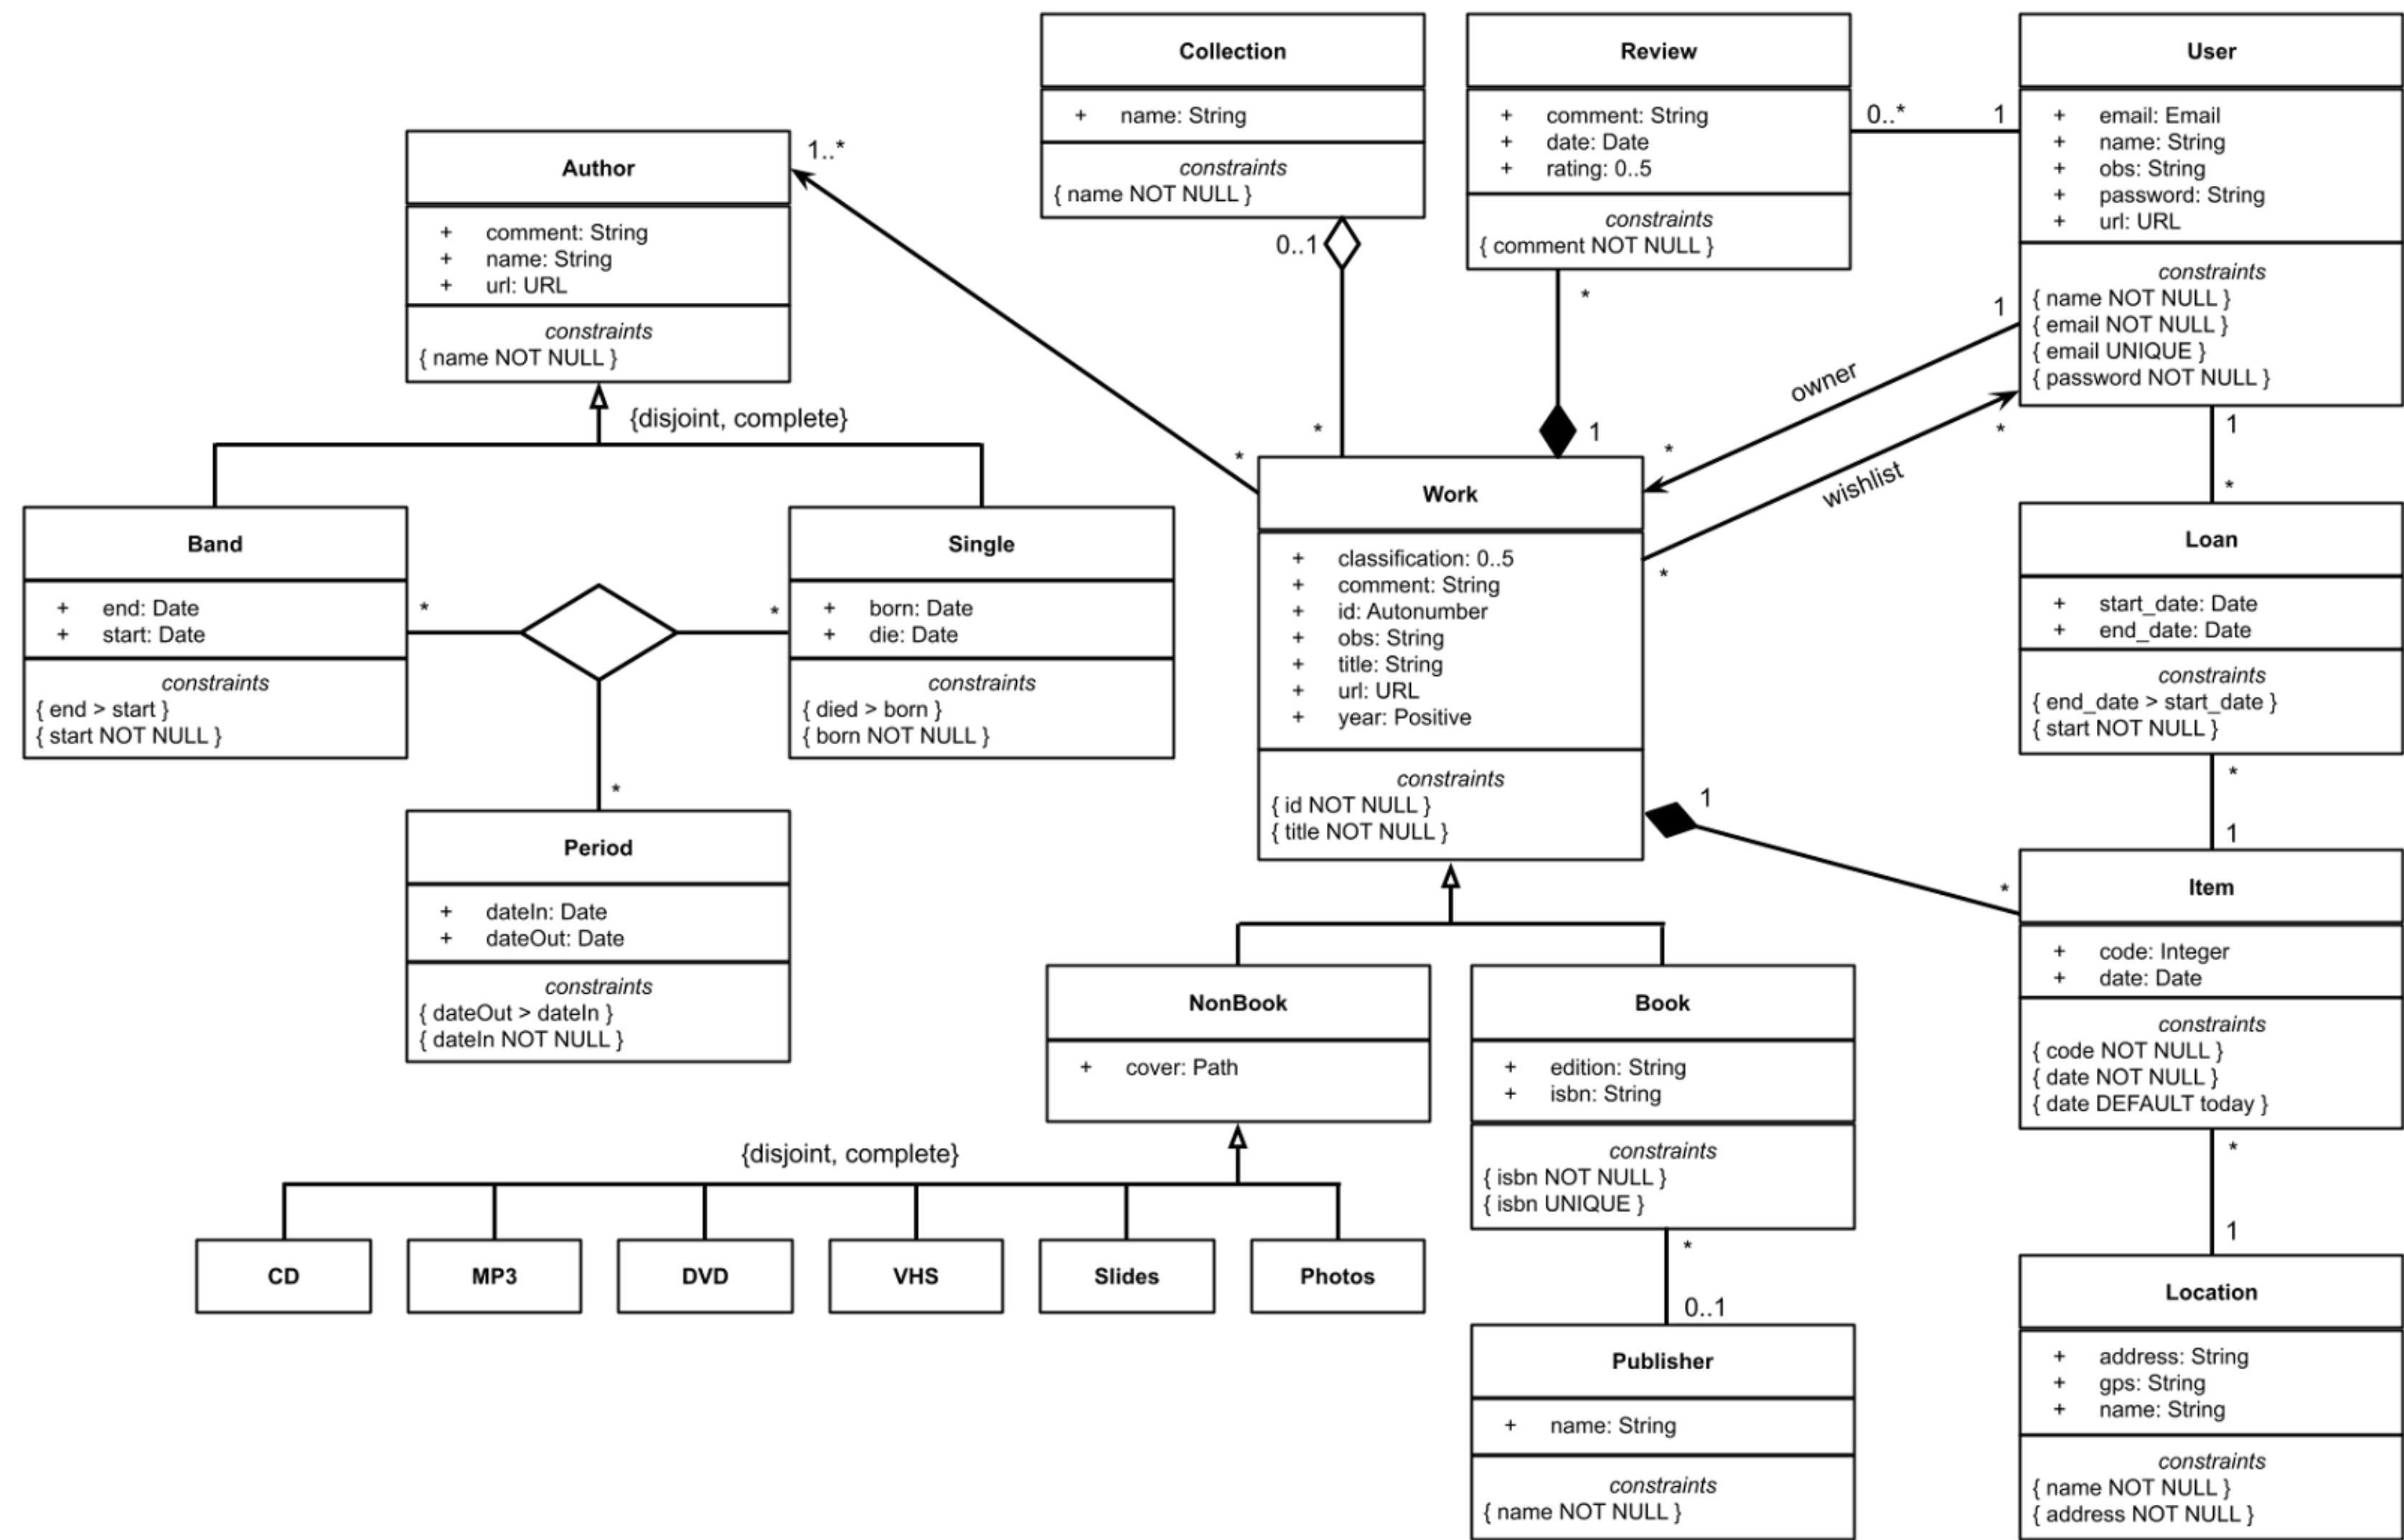 Collection
+ name: String
constraints
{ name NOT NULL }
0..1
*
Review
+ comment: String
+ date: Date
+ rating: 0..5
constraints
{ comment NOT NULL }
*
1
0..*
1
User
+ email: Email
+ name: String
+ obs: String
+ password: String
+ url: URL
constraints
{ name NOT NULL }
{ email NOT NULL }
{ email UNIQUE }
{ password NOT NULL }
1
owner
*
*
wishlist
*
1
*
Author
+ comment: String
+ name: String
+ url: URL
constraints
{ name NOT NULL }
1..*
*
{disjoint, complete}
Band
+ end: Date
+ start: Date
constraints
{ end > start }
{ start NOT NULL }
*
*
*
Single
+ born: Date
+ die: Date
constraints
{ died > born }
{ born NOT NULL }
Period
+ dateIn: Date
+ dateOut: Date
constraints
{ dateOut > dateIn }
{ dateIn NOT NULL }
Work
+ classification: 0..5
+ comment: String
+ id: Autonumber
+ obs: String
+ title: String
+ url: URL
+ year: Positive
constraints
{ id NOT NULL }
{ title NOT NULL }
1
*
Loan
+ start_date: Date
+ end_date: Date
constraints
{ end_date > start_date }
{ start NOT NULL }
*
1
Item
+ code: Integer
+ date: Date
constraints
{ code NOT NULL }
{ date NOT NULL }
{ date DEFAULT today }
*
1
NonBook
+ cover: Path
Book
+ edition: String
+ isbn: String
constraints
{ isbn NOT NULL }
{ isbn UNIQUE }
*
0..1
{disjoint, complete}
CD
MP3
DVD
VHS
Slides
Photos
Publisher
+ name: String
constraints
{ name NOT NULL }
Location
+ address: String
+ gps: String
+ name: String
constraints
{ name NOT NULL }
{ address NOT NULL }